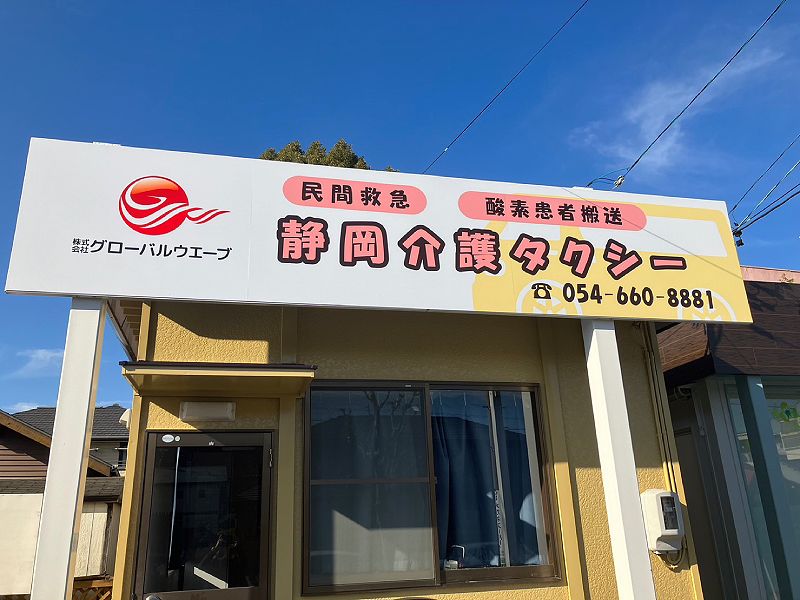 株式会社グローバルウエーブ
民間救急
酸素患者搬送
静岡介護タクシー
☎ 054-660-8881